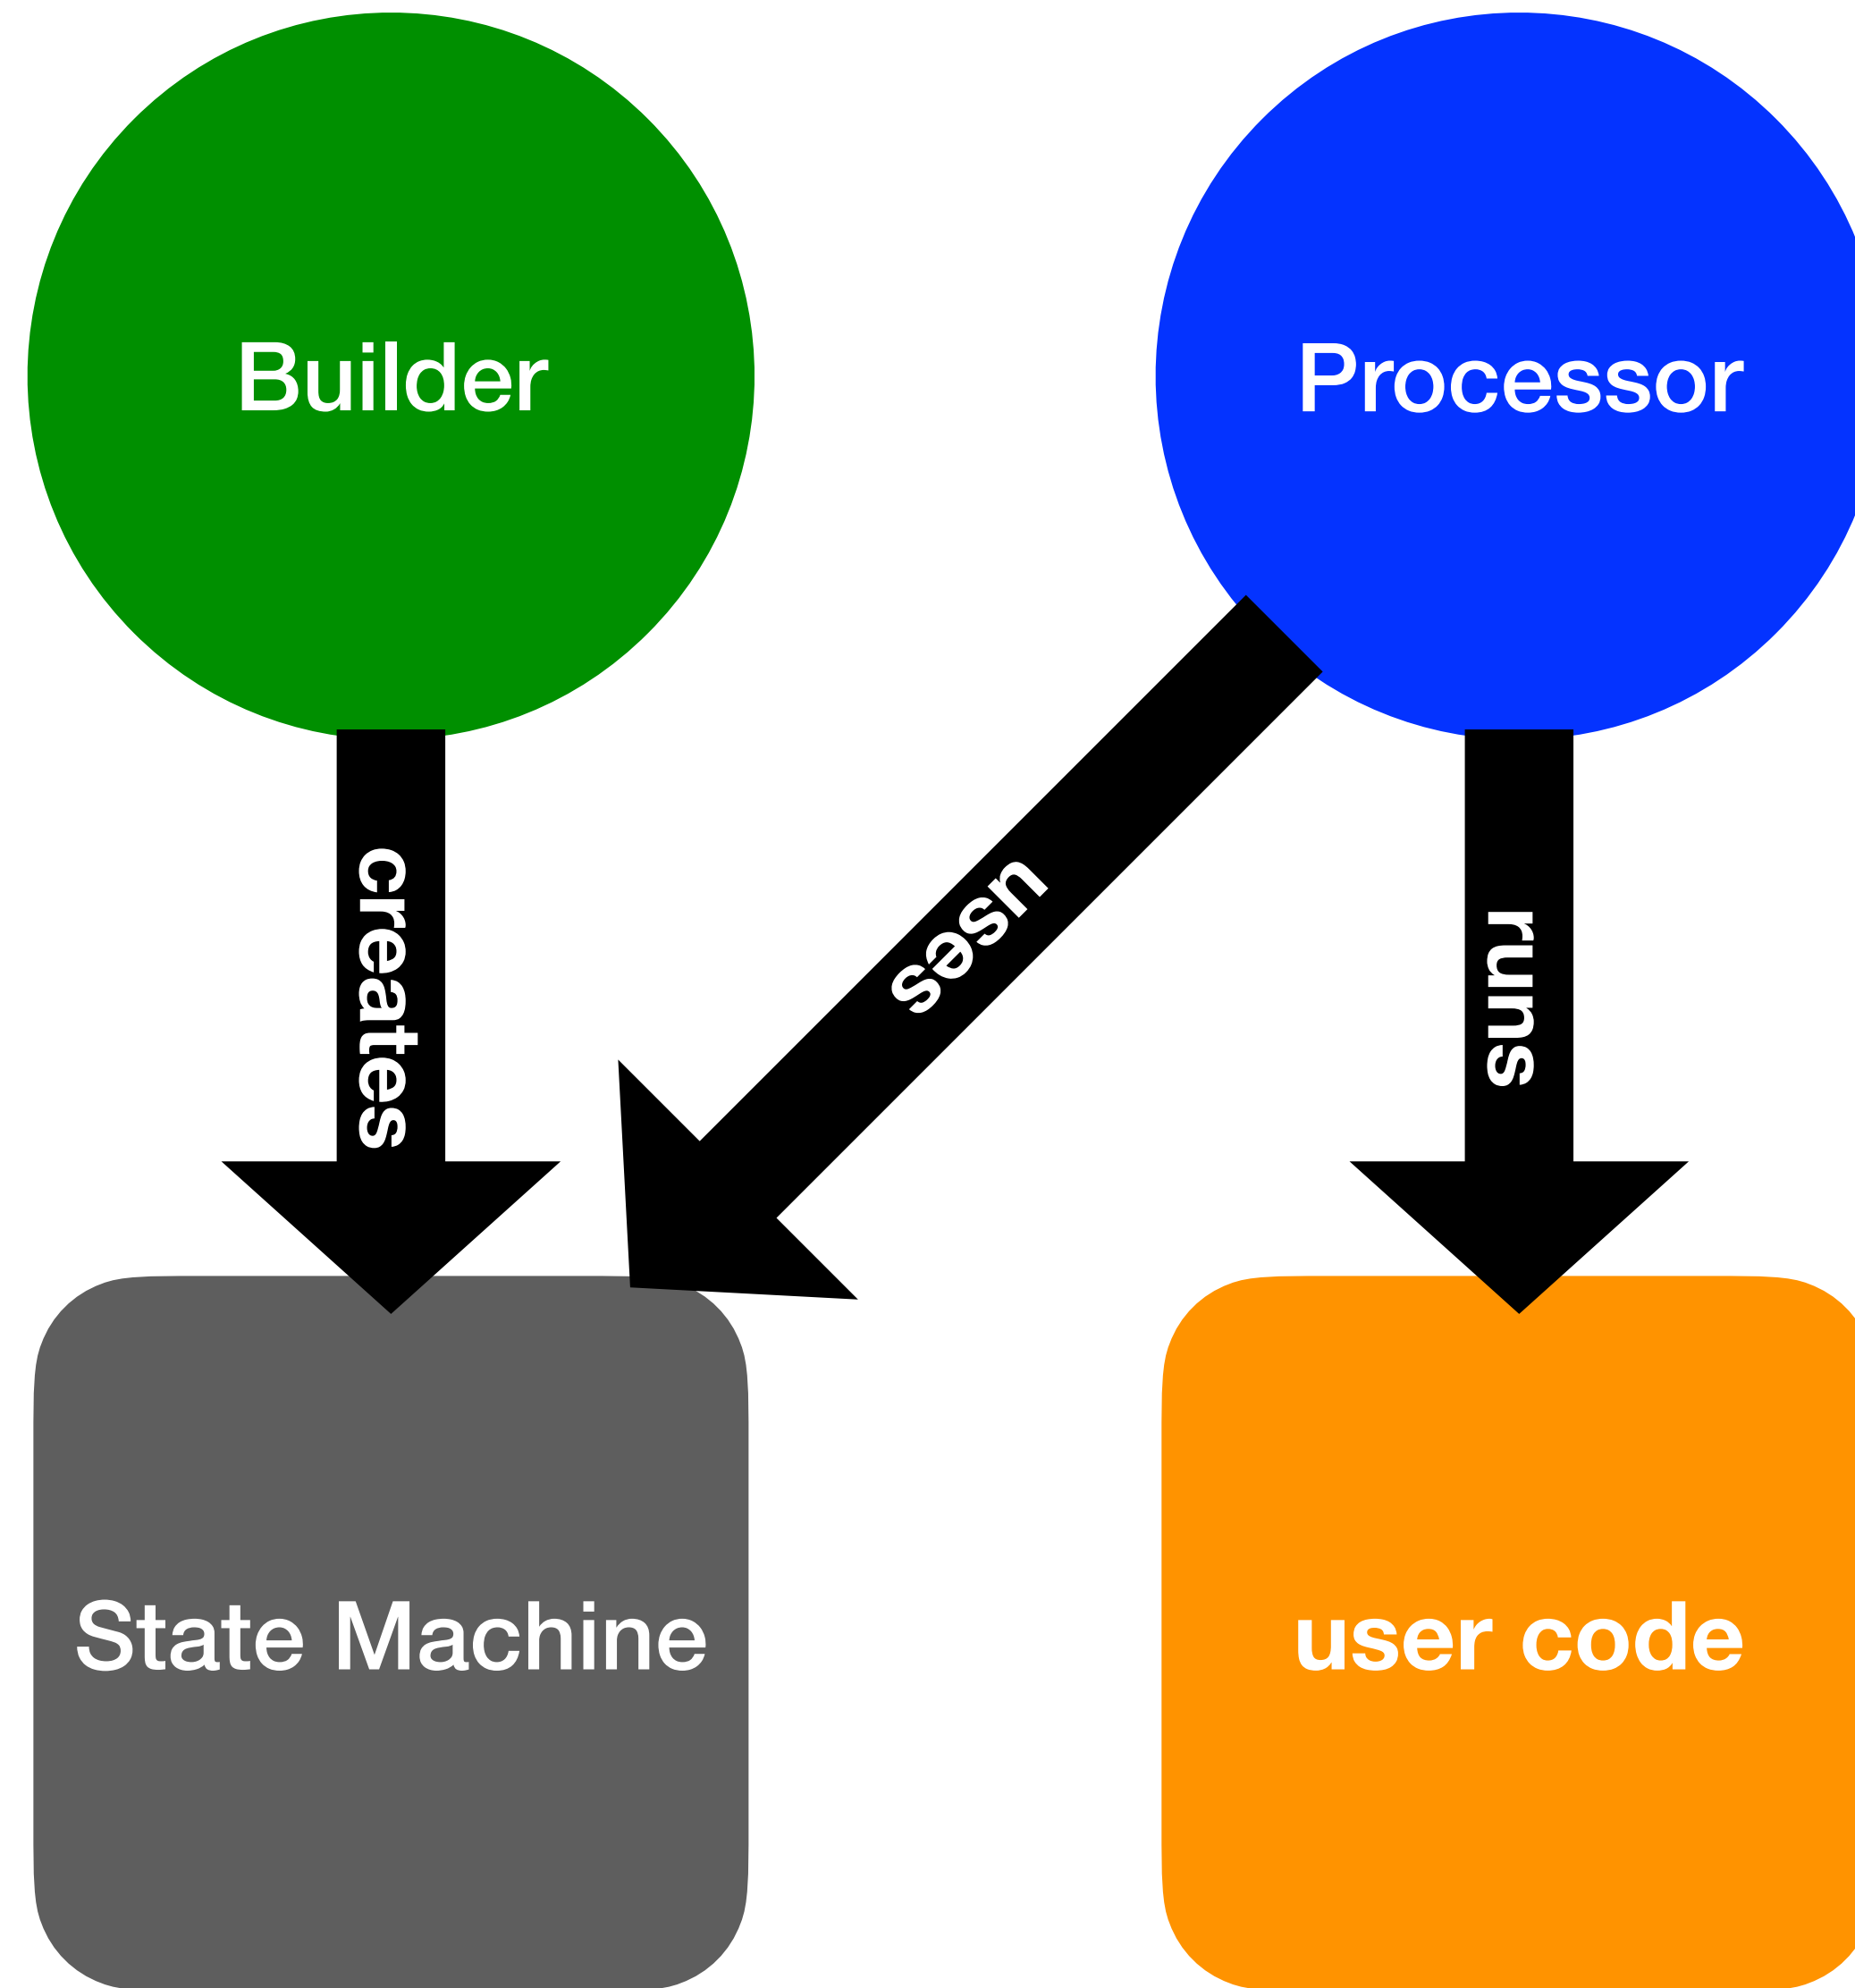 Builder
Processor
creates
uses
runs
State Machine
user code